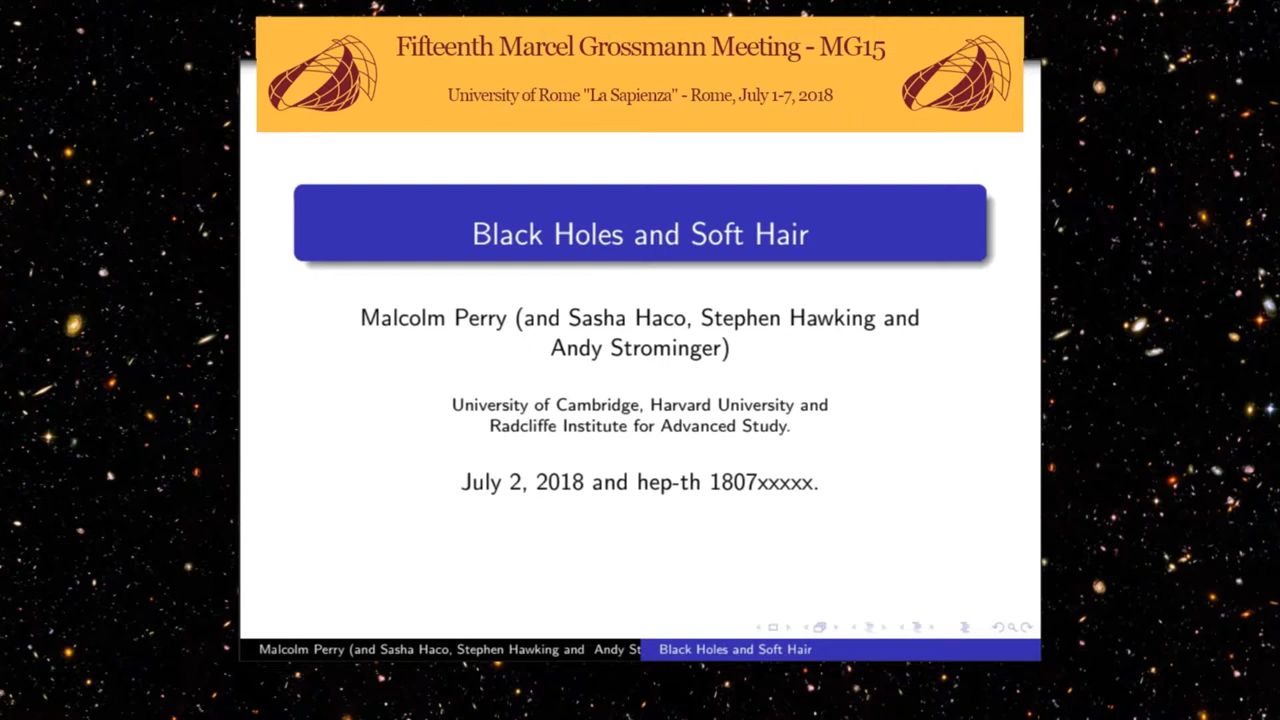 Fifteenth Marcel Grossmann Meeting - MG15
University of Rome "La Sapienza" - Rome, July 1-7, 2018
Black Holes and Soft Hair
Malcolm Perry (and Sasha Haco, Stephen Hawking and
Andy Strominger)
University of Cambridge, Harvard University and
Radcliffe Institute for Advanced Study.
July 2, 2018 and hep-th 1807xxxxx.
Malcolm Perry (and Sasha Haco, Stephen Hawking and Andy St
Black Holes and Soft Hair